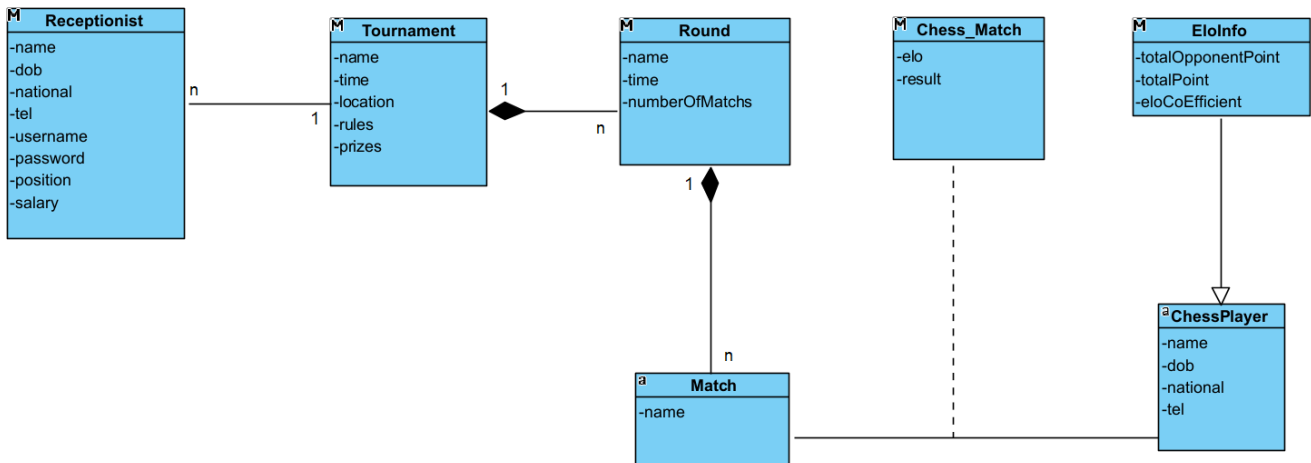 M
Receptionist
-name
-dob
-national
-tel
-username
-password
-position
-salary
n
1
M
Tournament
-name
-time
-location
-rules
-prizes
1
n
M
Round
-name
-time
-numberOfMatchs
1
n
a
Match
-name
M
Chess_Match
-elo
-result
M
EloInfo
-totalOpponentPoint
-totalPoint
-eloCoEfficient
a
ChessPlayer
-name
-dob
-national
-tel